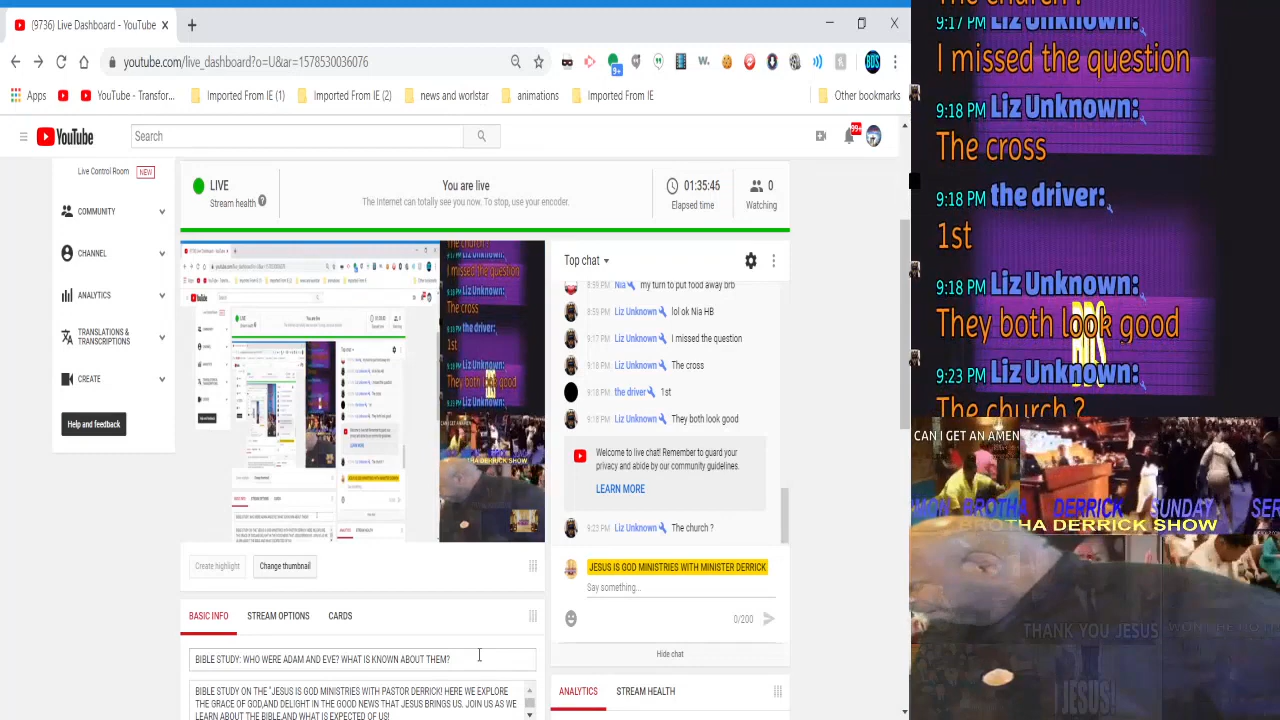 (9736) Live Dashboard - YouTube
youtube.com/live_dashboard?o=U&ar=1578530036076
9+
BDS
Apps
YouTube - Transfor...
Imported From IE (1)
Imported From IE (2)
news and worlstar
animations
Imported From IE
Other bookmarks
YouTube
Search
99+
Live Control Room NEW
COMMUNITY
CHANNEL
ANALYTICS
TRANSLATIONS &
TRANSCRIPTIONS
CREATE
Help and feedback
LIVE
Stream health ?
You are live
The Internet can totally see you now. To stop, use your encoder.
01:35:46
Elapsed time
0
Watching
Top chat
8:39 PM Nia my turn to put food away brb
8:59 PM Liz Unknown lol ok Nia HB
9:17 PM Liz Unknown I missed the question
9:18 PM Liz Unknown The cross
9:18 PM the driver 1st
9:18 PM Liz Unknown They both look good
Welcome to live chat! Remember to guard your
privacy and abide by our community guidelines.
LEARN MORE
9:23 PM Liz Unknown The church ?
JESUS IS GOD MINISTRIES WITH MINISTER DERRICK
Say something...
0/200
Hide chat
Create highlight
Change thumbnail
BASIC INFO
STREAM OPTIONS
CARDS
BIBLE STUDY: WHO WERE ADAM AND EVE? WHAT IS KNOWN ABOUT THEM?
BIBLE STUDY ON THE "JESUS IS GOD MINISTRIES WITH PASTOR DERRICK! HERE WE EXPLORE
THE GRACE OF GOD,AND DELIGHT IN THE GOOD NEWS THAT JESUS BRINGS US. JOIN US AS WE
LEARN ABOUT THE BIBLE,AND WHAT IS EXPECTED OF US!
ANALYTICS
STREAM HEALTH
The church ?
9:17 PM Liz Unknown:
I missed the question
9:18 PM Liz Unknown:
The cross
9:18 PM the driver:
1st
9:18 PM Liz Unknown:
They both look good
9:23 PM Liz Unknown:
The church ?
CAN I GET AN AMEN
BROTHA DERRICK SUNDAY SER
BROTHA DERRICK SHOW
THANK YOU JESUS
JESUS!